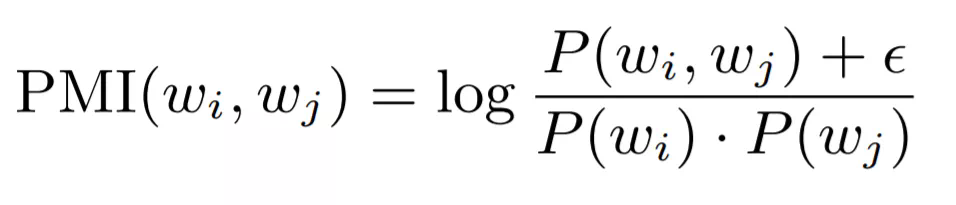 PMI(w_i, w_j) = log \frac{P(w_i, w_j) + ϵ}{P(w_i) · P(w_j)}